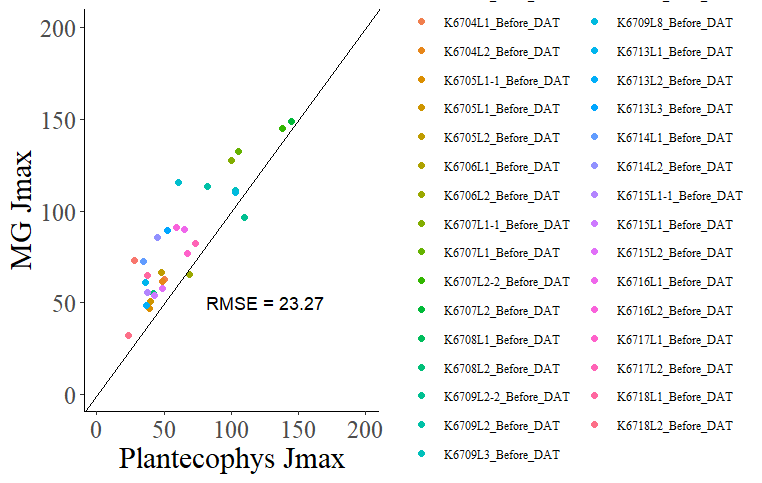 200
150
100
50
0
MG Jmax
RMSE = 23.27
0 50 100 150 200
Plantecophys Jmax
K6704L1_Before_DAT
K6704L2_Before_DAT
K6705L1-1_Before_DAT
K6705L1_Before_DAT
K6705L2_Before_DAT
K6706L1_Before_DAT
K6706L2_Before_DAT
K6707L1-1_Before_DAT
K6707L1_Before_DAT
K6707L2-2_Before_DAT
K6707L2_Before_DAT
K6708L1_Before_DAT
K6708L2_Before_DAT
K6709L2-2_Before_DAT
K6709L2_Before_DAT
K6709L3_Before_DAT
K6709L8_Before_DAT
K6713L1_Before_DAT
K6713L2_Before_DAT
K6713L3_Before_DAT
K6714L1_Before_DAT
K6714L2_Before_DAT
K6715L1-1_Before_DAT
K6715L1_Before_DAT
K6715L2_Before_DAT
K6716L1_Before_DAT
K6716L2_Before_DAT
K6717L1_Before_DAT
K6717L2_Before_DAT
K6718L1_Before_DAT
K6718L2_Before_DAT